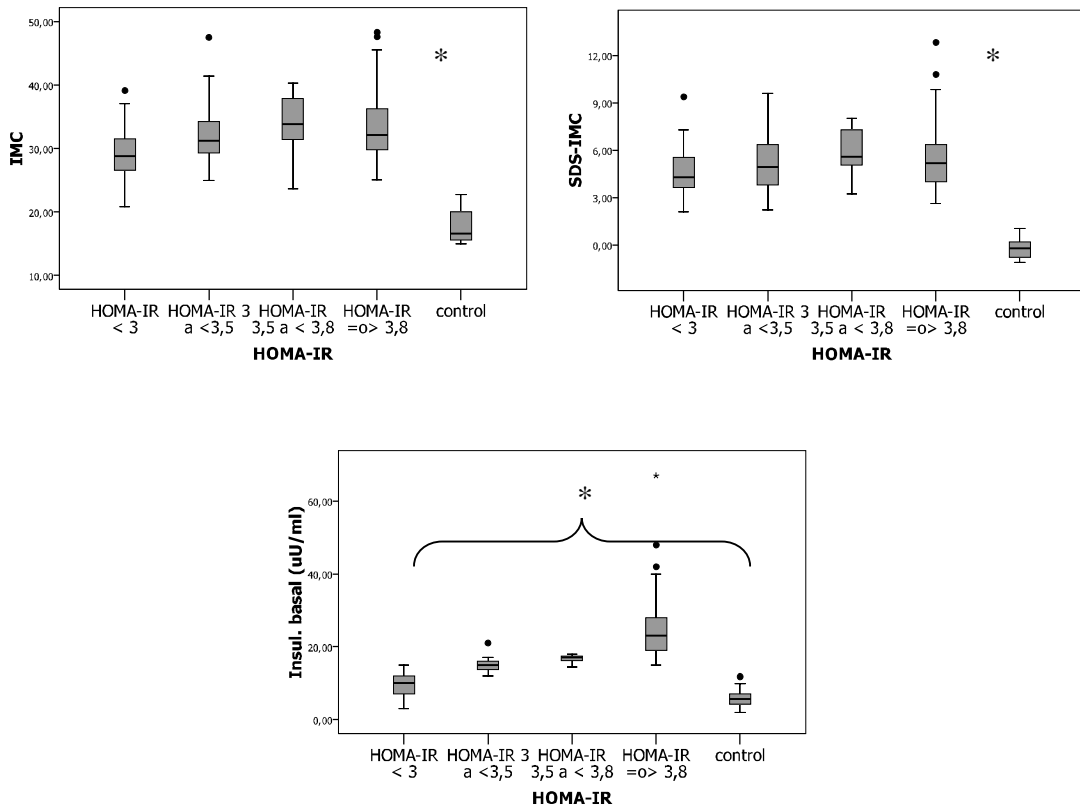 50,00
40,00
30,00
20,00
10,00
IMC
*
HOMA-IR HOMA-IR 3 HOMA-IR HOMA-IR control
< 3 a <3,5 3,5 a < 3,8 =o> 3,8
HOMA-IR
12,00
9,00
6,00
3,00
0,00
SDS-IMC
*
HOMA-IR HOMA-IR 3 HOMA-IR HOMA-IR control
< 3 a <3,5 3,5 a < 3,8 =o> 3,8
HOMA-IR
60,00
40,00
20,00
0,00
Insul. basal (uU/ml)
*
*
HOMA-IR HOMA-IR 3 HOMA-IR HOMA-IR control
< 3 a <3,5 3,5 a < 3,8 =o> 3,8
HOMA-IR